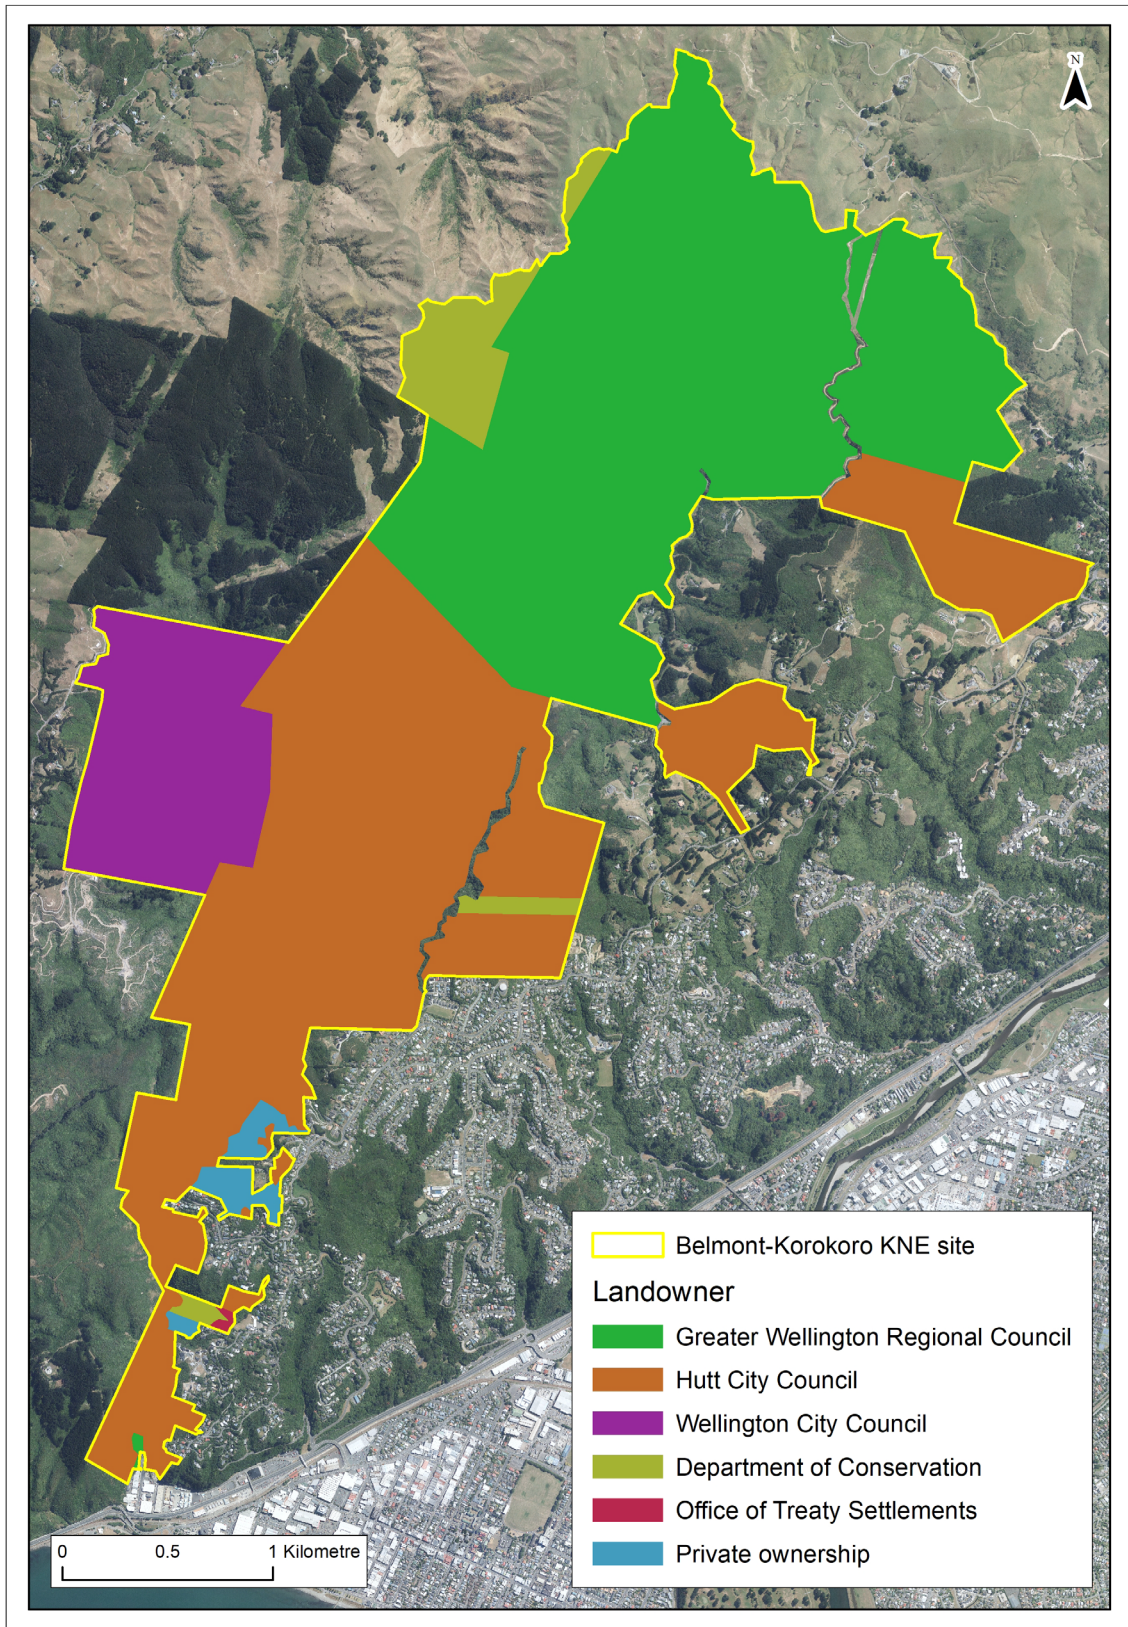 N
Belmont-Korokoro KNE site
Landowner
Greater Wellington Regional Council
Hutt City Council
Wellington City Council
Department of Conservation
Office of Treaty Settlements
Private ownership
0 0.5 1 Kilometre